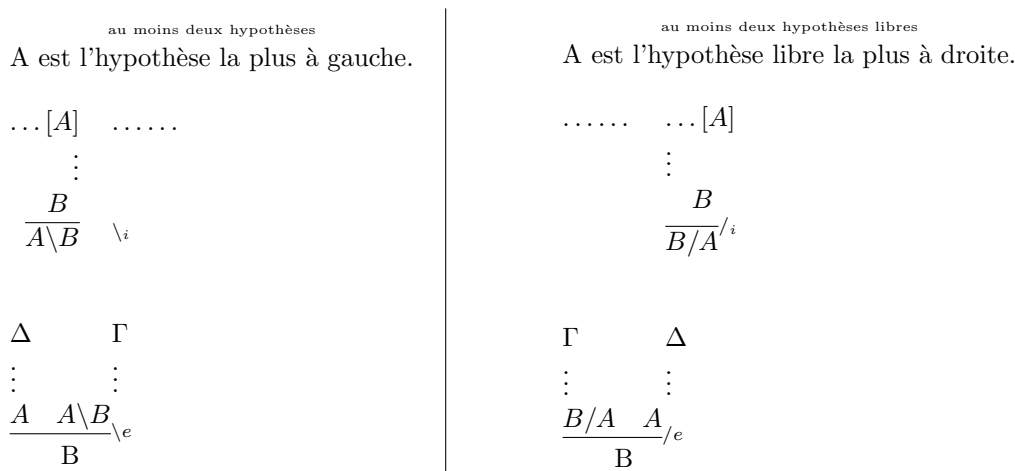 au moins deux hypothèses
A est l'hypothèse la plus à gauche.
… [A] ……
⋮
B
A\B \i
Δ Γ
⋮ ⋮
A A\B \e
B
au moins deux hypothèses libres
A est l'hypothèse libre la plus à droite.
…… … [A]
⋮
B
B/A /i
Γ Δ
⋮ ⋮
B/A A /e
B